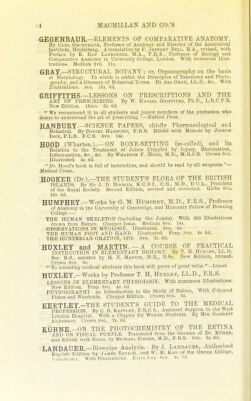 84 MACMILLAN AND CO.'S
GEGENBAUR.—ELEMENTS OF COMPARATIVE ANATOMY.
By CARL GEGENBAUR, Professor of Anatomy and Director of the Anatomical
Institute, Heidelberg. A translation by F. JEFFREY BELL, B.A., revised, with
Preface by E. RAY LANKESTER, M.A., F.R.S., Professor of Zoology and
Comparative Anatomy in University College, London. With numerous Illus-
trations. Medium 8vo. 21s.
GRAY.—STRUCTURAL BOTANY; or, Organography on the basis
of Morphology. To which is added the Principles of Taxonomy and Phyto-
graphy, and a Glossary of Botanical Terms. By ASA GRAY, LL.D., &c. With
Illustrations. 8vo. 10s. 6d.
GRIFFITHS.—LESSONS ON PRESCRIPTIONS AND THE
ART OF PRESCRIBING. By W. HANDSEL GRIFFITHS, Ph.D., L.R.C.P.E.
New Edition. 18mo. 3s. 6d.
"We recommend it to all students and junior members of the profession who
desire to understand the art of prescribing."—Medical Press.
HANBURY.—SCIENCE PAPERS, chiefly Pharmacological and
Botanical. By DANIEL HANBURY, F.R.S. Edited with Memoir by JOSEPH
INCE, F.L.S., F.C.S. 8vo. 14s.
HOOD (Wharton.).—ON BONE-SETTING (so-called), and its
Relation to the Treatment of Joints Crippled by Injury, Rheumatism,
Inflammation, &c., &c. By WHARTON P. HOOD, M.D., M.R.C.S. Crown 8vo.
Illustrated. 4s. 6d.
"Dr. Hood's book is full of instruction, and should be read by all surgeons."—
Medical Times.
HOOKER (Dr.).—THE STUDENT'S FLORA OF THE BRITISH
ISLANDS. By Sir J. D. HOOKER, K.C.S.I., C.B., M.D., D.C.L., President
of the Royal Society. Second Edition, revised and corrected. Globe 8vo.
10s. 6d.
HUMPHRY.—Works by G. M. HUMPHRY, M.D., F.R.S., Professor
of Anatomy in the University of Cambridge, and Honorary Fellow of Downing
College:—
THE HUMAN SKELETON (including the Joints). With 260 Illustrations
drawn from Nature. Cheaper Issue. Medium 8vo. 14s.
OBSERVATIONS IN MYOLOGY. Illustrated. 8vo. 6s.
THE HUMAN FOOT AND HAND. Illustrated. Fcap. 8vo. 4s. 6d.
THE HUNTERIAN ORATION, 1879. 8vo. 2s. 6d.
HUXLEY and MARTIN.—A COURSE OF PRACTICAL
INSTRUCTION IN ELEMENTARY BIOLOGY. By T. H. HUXLEY, LL.D.,
Sec. R.S., assisted by H. N. MARTIN, M.B., D.Sc. New Edition, revised.
Crown 8vo. 6s.
"To intending medical students this book will prove of great value."—Lancet.
HUXLEY.—Works by Professor T. H. HUXLEY, LL.D., F.R.S.
LESSONS IN ELEMENTARY PHYSIOLOGY. With numerous Illustrations.
New Edition. Fcap. 8vo. 4s. 6d.
PHYSIOGRAPHY: an Introduction to the Study of Nature. With Coloured
Plates and Woodcuts. Cheaper Edition. Crown 8vo. 6s.
KEETLEY.—THE STUDENT'S GUIDE TO THE MEDICAL
PROFESSION. By C. B. KEETLEY, F.R.C.S., Assistant Surgeon to the West
London Hospital. With a Chapter for Women Students. By Mrs. GARRETT
ANDERSON. Crown 8vo. 2s. 6d.
KÜHNE.—ON THE PHOTOCHEMISTRY OF THE RETINA
AND ON VISUAL PURPLE. Translated from the German of Dr. KÜHNE,
and Edited with Notes, by MICHAEL FOSTER, M.D., F.R.S. 8vo. 3s. 6d.
LANDAUER.—Blowpipe Analysis. By J. LANDAUER, Authorised
English Edition by JAMES TAYLOR, and W. E. KAY of the Owens College,
Manchester. With Illustrations. Extra fcap. 8vo. 4s. 6d.